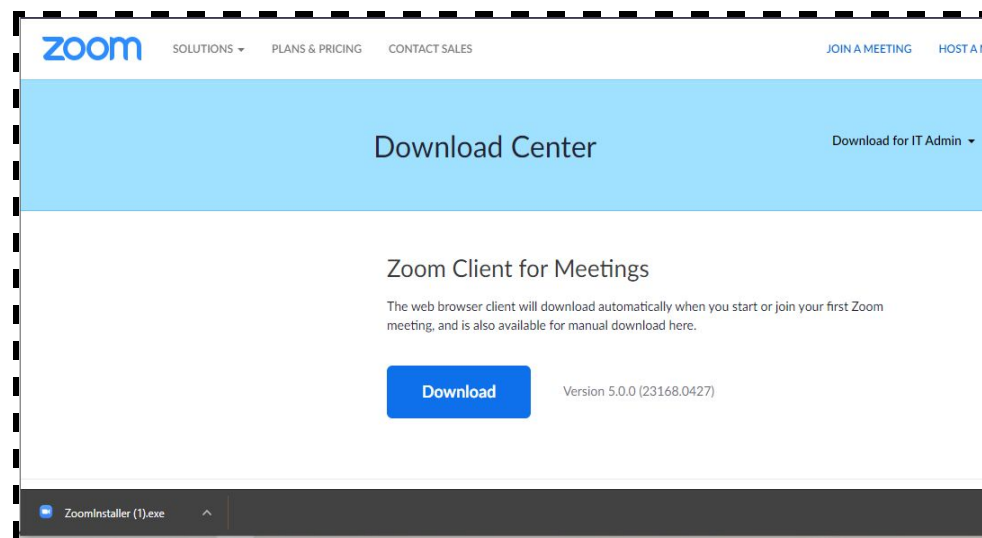 zoom SOLUTIONS PLANS & PRICING CONTACT SALES JOIN A MEETING HOST A
Download Center Download for IT Admin
Zoom Client for Meetings
The web browser client will download automatically when you start or join your first Zoom
meeting, and is also available for manual download here.
Download Version 5.0.0 (23168.0427)
ZoomInstaller (1).exe